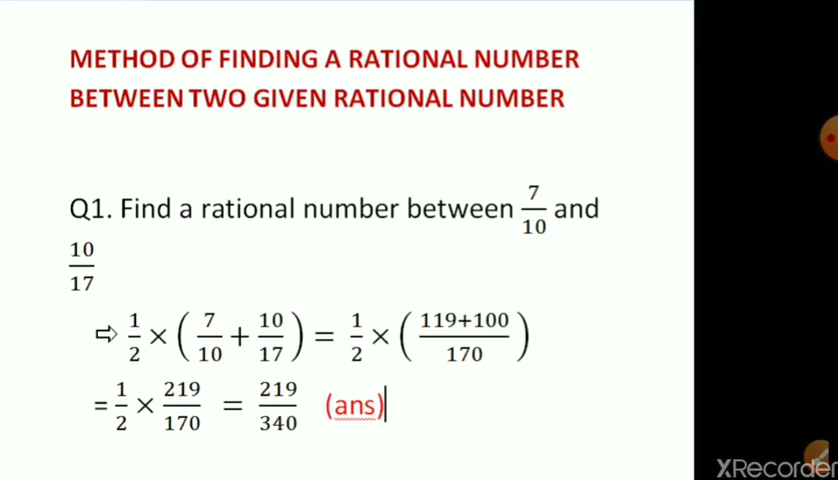 METHOD OF FINDING A RATIONAL NUMBER
BETWEEN TWO GIVEN RATIONAL NUMBER
Q1. Find a rational number between 7/10 and
10/17
⇨ 1/2 × (7/10 + 10/17) = 1/2 × (119+100/170)
= 1/2 × 219/170 = 219/340 (ans)
XRecorder